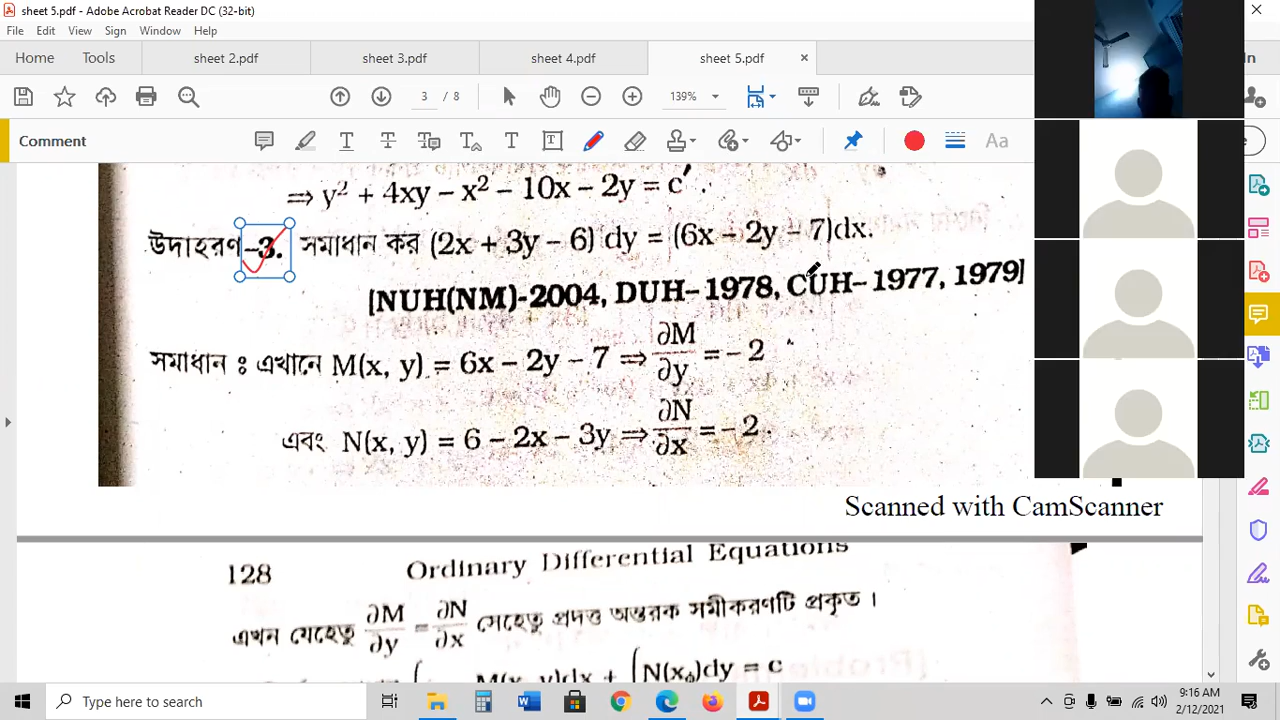 sheet 5.pdf - Adobe Acrobat Reader DC (32-bit)
File Edit View Sign Window Help
Home Tools sheet 2.pdf sheet 3.pdf sheet 4.pdf sheet 5.pdf
3 / 8 139%
Comment
Aa
⇒ y² + 4xy – x² – 10x – 2y = c′.
উদাহরণ–3. সমাধান কর (2x + 3y – 6) dy = (6x – 2y – 7)dx.
[NUH(NM)-2004, DUH–1978, CUH–1977, 1979]
সমাধান ঃ এখানে M(x, y) = 6x – 2y – 7 ⇒ ∂M/∂y = – 2
এবং N(x, y) = 6 – 2x – 3y ⇒ ∂N/∂x = – 2.
Scanned with CamScanner
128 Ordinary Differential Equations
এখন যেহেতু ∂M/∂y = ∂N/∂x সেহেতু প্রদত্ত অন্তরক সমীকরণটি প্রকৃত ।
∫ M(x, y)dx + ∫ N(x₀)dy = c
Type here to search
9:16 AM
2/12/2021